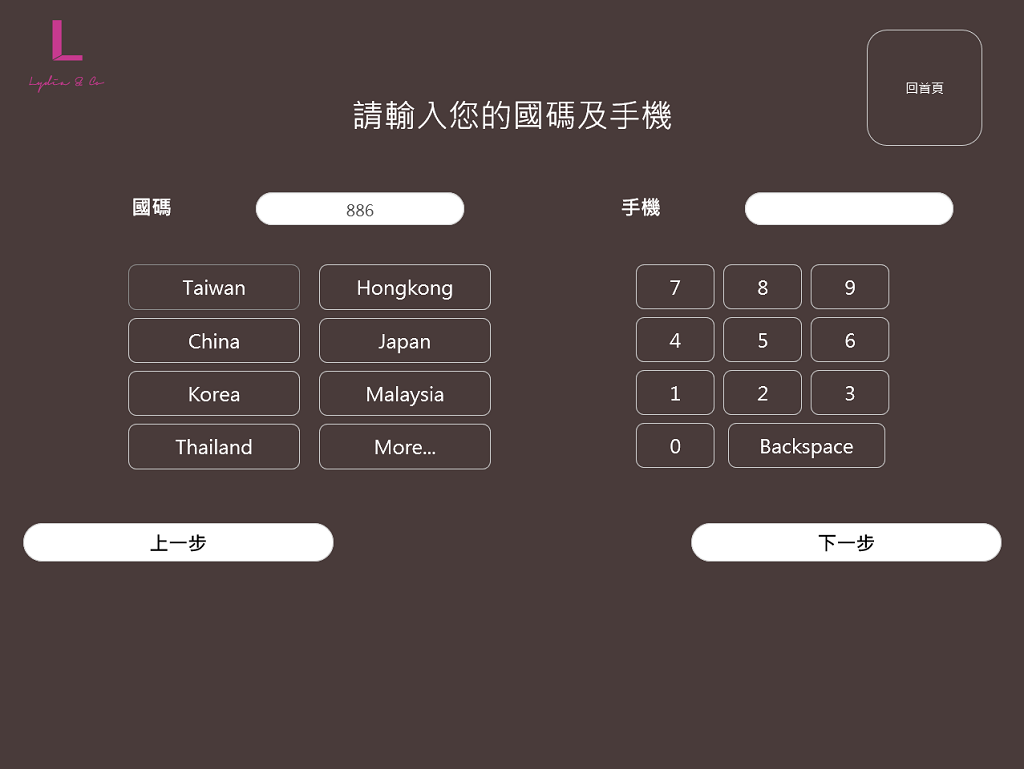 L
Lydia & Co
回首頁
請輸入您的國碼及手機
國碼
886
手機
Taiwan
Hongkong
7
8
9
China
Japan
4
5
6
Korea
Malaysia
1
2
3
Thailand
More...
0
Backspace
上一步
下一步